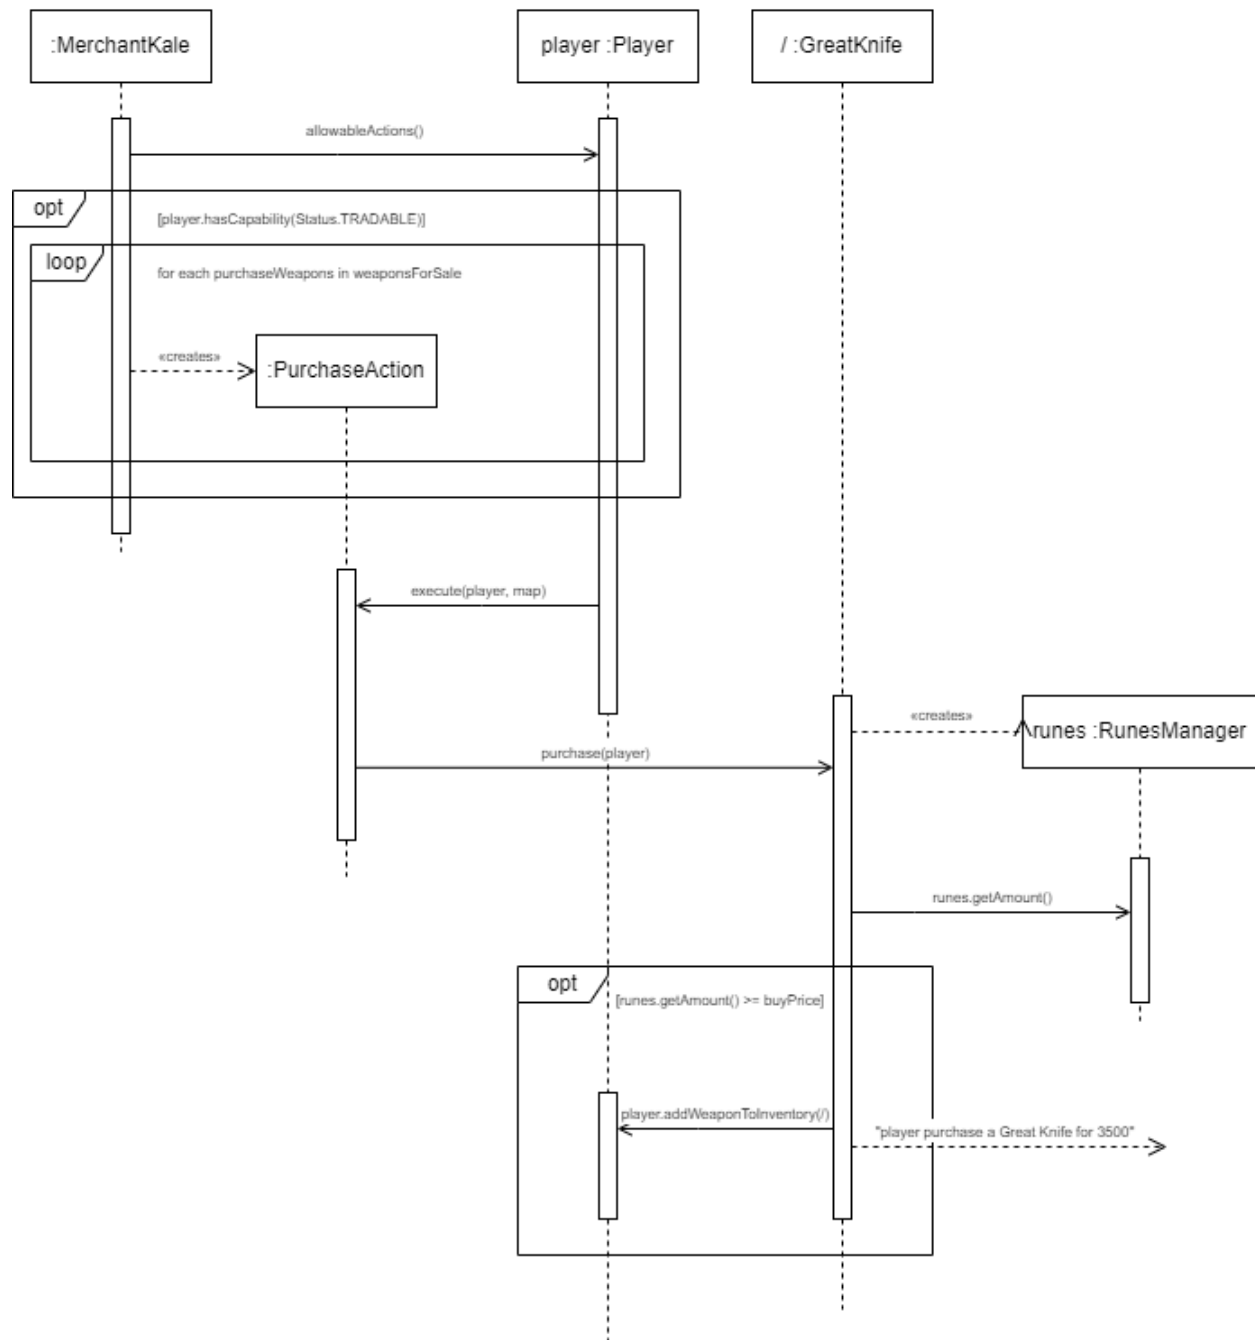 :MerchantKale
player :Player
/ :GreatKnife
allowableActions()
opt
[player.hasCapability(Status.TRADABLE)]
loop
for each purchaseWeapons in weaponsForSale
«creates»
:PurchaseAction
execute(player, map)
«creates»
runes :RunesManager
purchase(player)
runes.getAmount()
opt
[runes.getAmount() >= buyPrice]
player.addWeaponToInventory(/)
"player purchase a Great Knife for 3500"